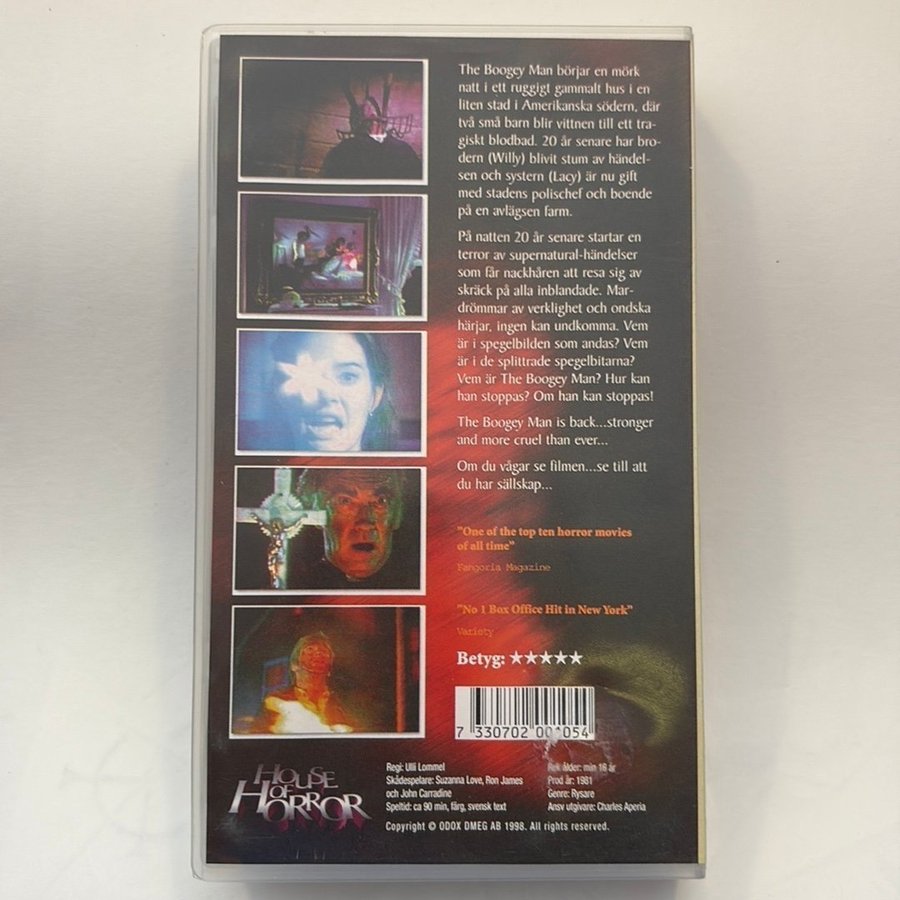 The Boogey Man börjar en mörk
natt i ett ruggigt gammalt hus i en
liten stad i Amerikanska södern, där
två små barn blir vittnen till ett tra-
giskt blodbad. 20 år senare har bro-
dern (Willy) blivit stum av händel-
sen och systern (Lacy) är nu gift
med stadens polischef och boende
på en avlägsen farm.
På natten 20 år senare startar en
terror av supernatural-händelser
som får nackhåren att resa sig av
skräck på alla inblandade. Mar-
drömmar av verklighet och ondska
härjar, ingen kan undkomma. Vem
är i spegelbilden som andas? Vem
är i de splittrade spegelbitarna?
Vem är The Boogey Man? Hur kan
han stoppas? Om han kan stoppas!
The Boogey Man is back...stronger
and more cruel than ever...
Om du vågar se filmen...se till att
du har sällskap...
"One of the top ten horror movies
of all time"
Fangoria Magazine
"No 1 Box Office Hit in New York"
Variety
Betyg: ★★★★★
7 330702 001054
HOUSE
OF
HORROR
Regi: Ulli Lommel
Skådespelare: Suzanna Love, Ron James
och John Carradine
Speltid: ca 90 min, färg, svensk text
Rek ålder: min 18 år
Prod år: 1981
Genre: Rysare
Ansv utgivare: Charles Aperia
Copyright © ODOX DMEG AB 1998. All rights reserved.